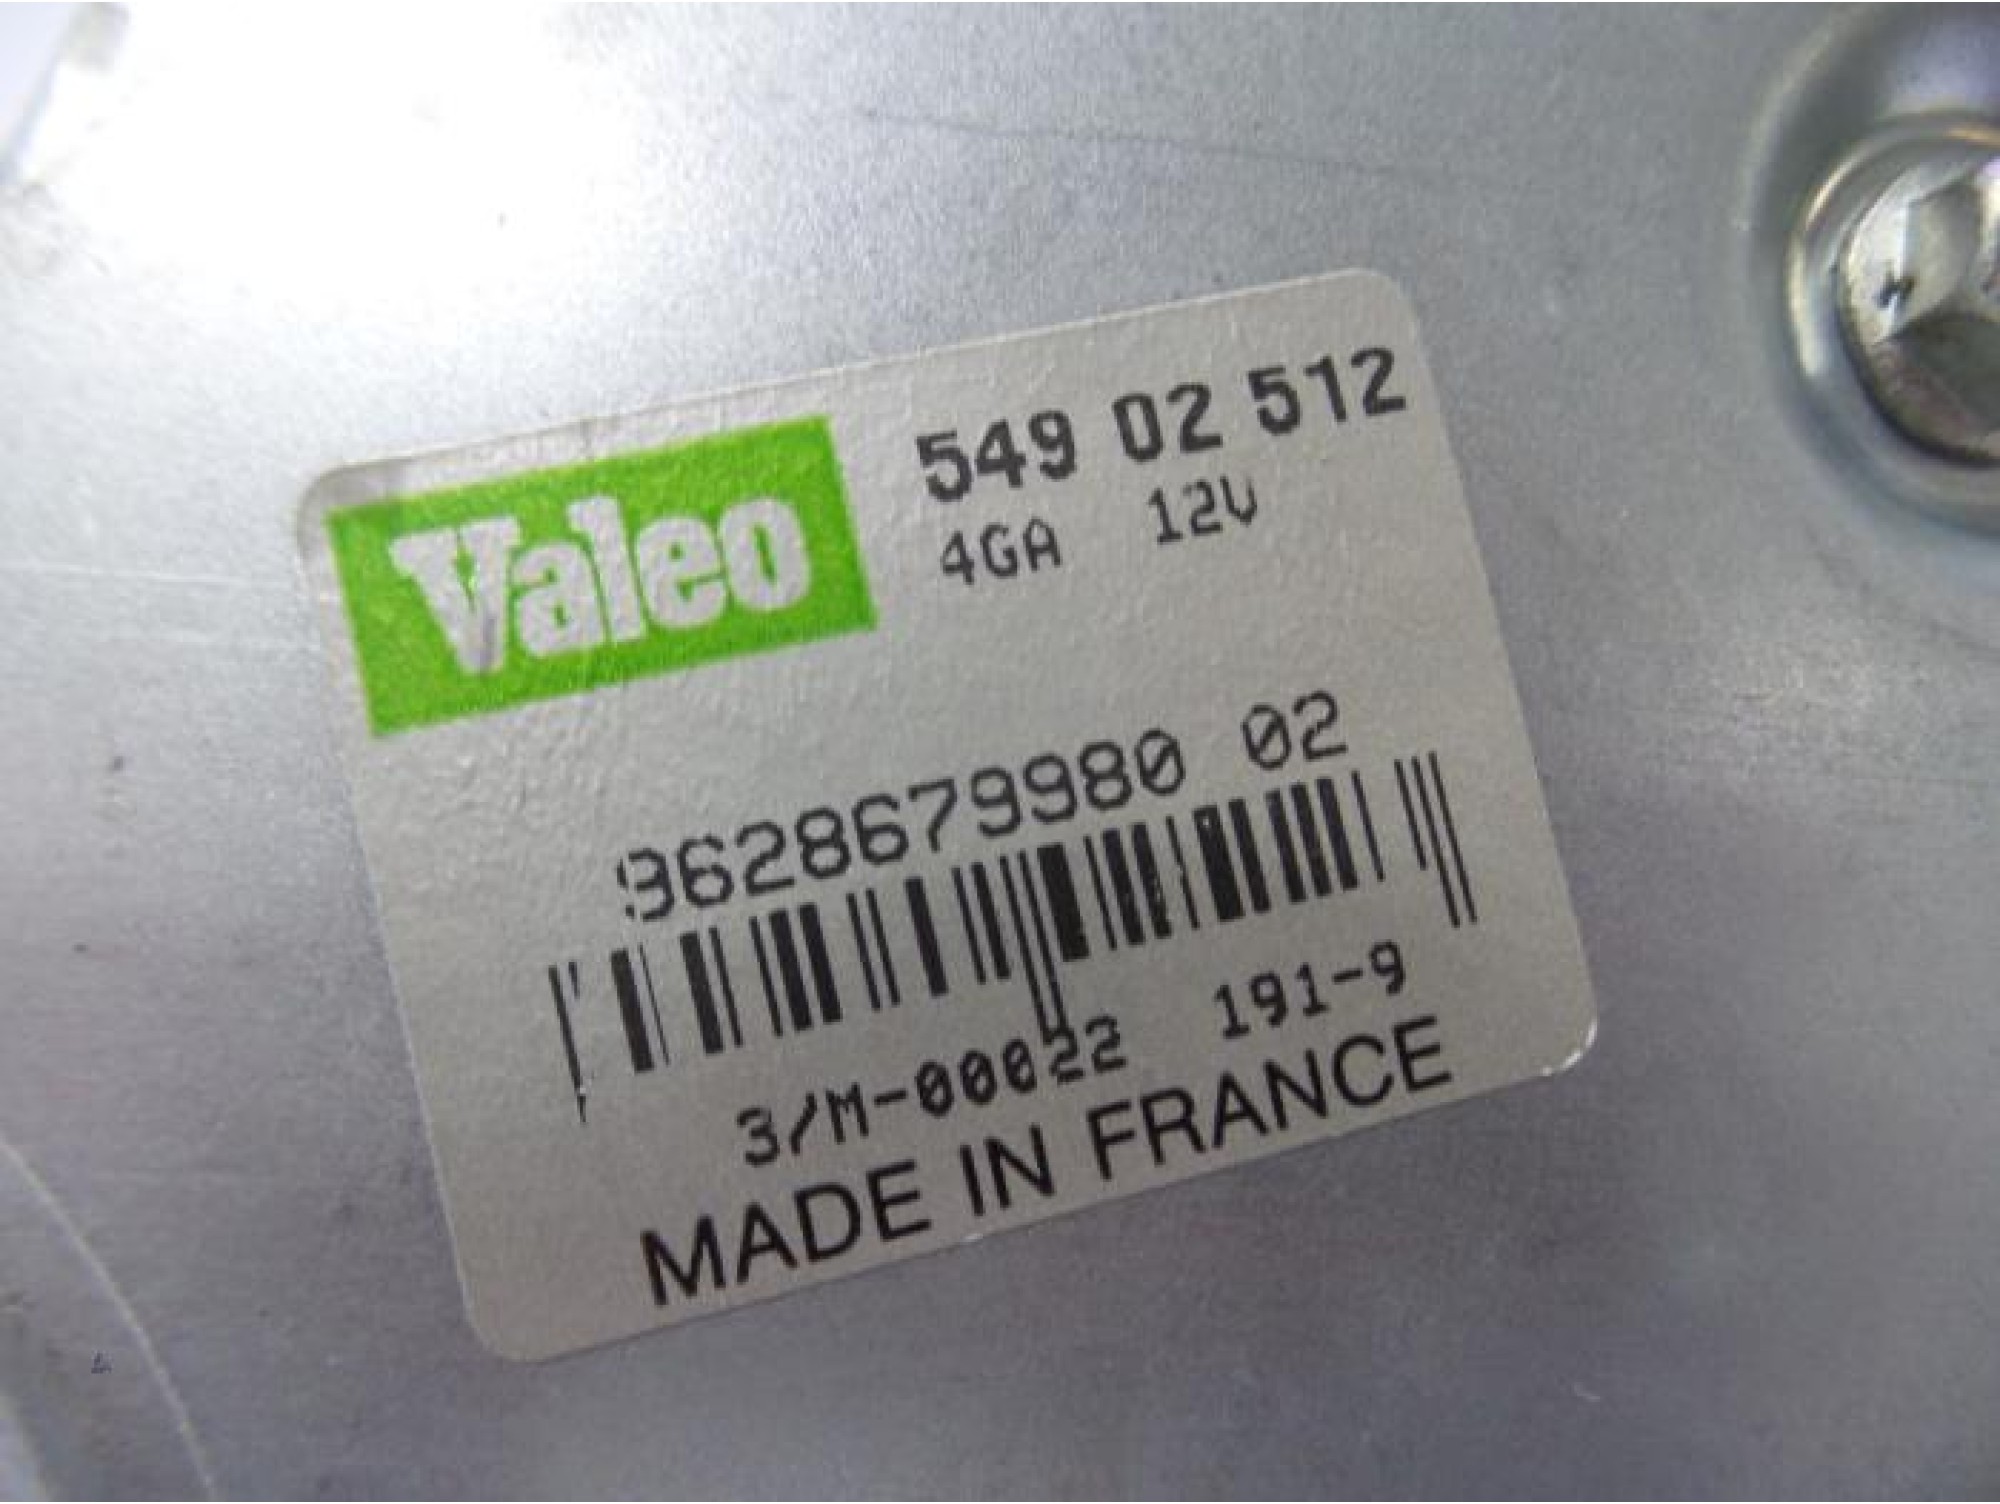 Valeo
549 02 512
4GA 12V
9628679980 02
3/M-00022 191-9
MADE IN FRANCE